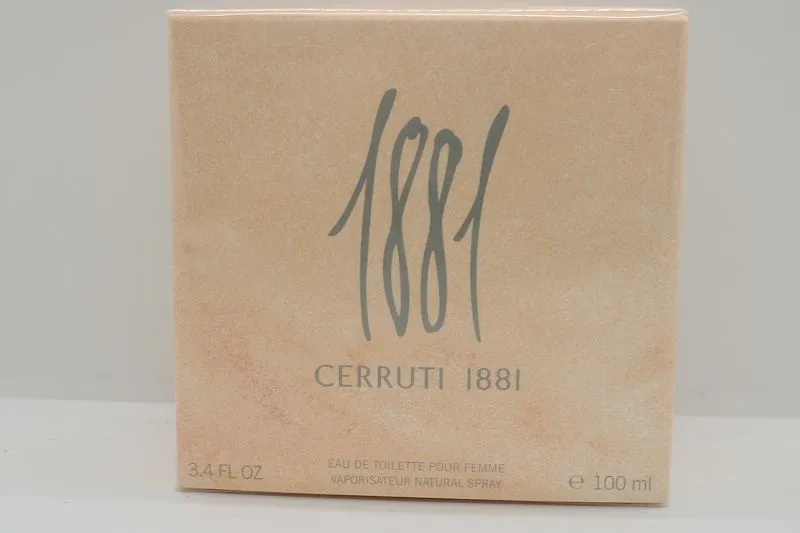 1881
CERRUTI 1881
EAU DE TOILETTE POUR FEMME
3.4 FL OZ
VAPORISATEUR NATURAL SPRAY
℮ 100 ml